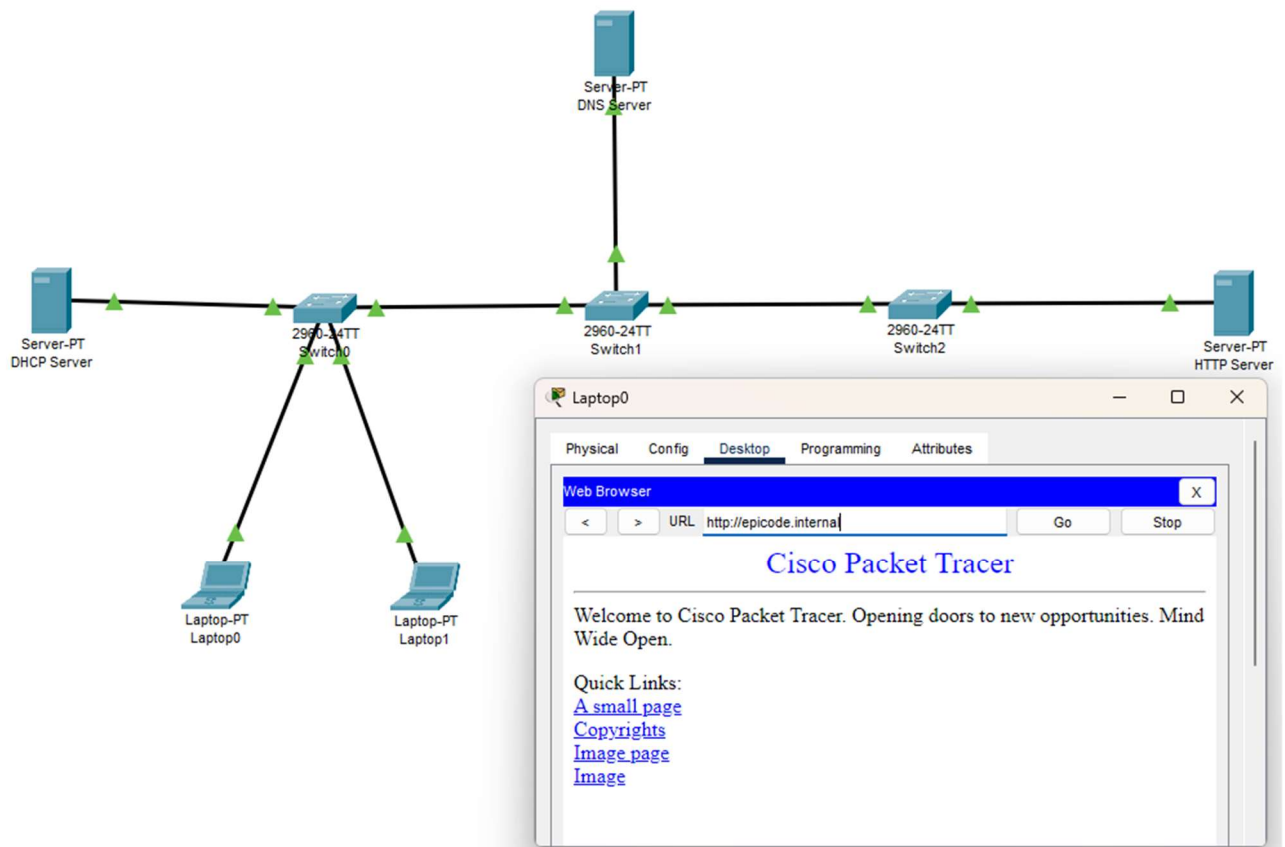 Server-PT
DNS Server
Server-PT
DHCP Server
2960-24TT
Switch0
2960-24TT
Switch1
2960-24TT
Switch2
Server-PT
HTTP Server
Laptop-PT
Laptop0
Laptop-PT
Laptop1
Laptop0
Physical Config Desktop Programming Attributes
Web Browser X
< > URL http://epicode.internal Go Stop
Cisco Packet Tracer
Welcome to Cisco Packet Tracer. Opening doors to new opportunities. Mind
Wide Open.
Quick Links:
A small page
Copyrights
Image page
Image